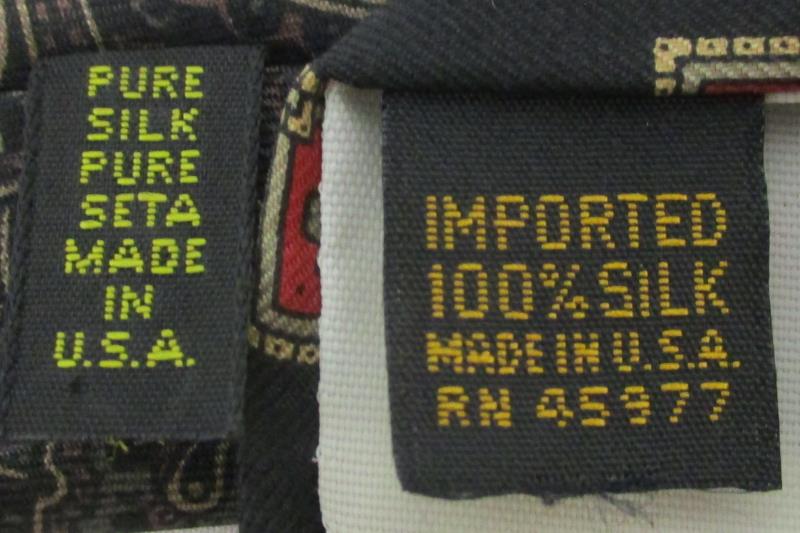 PURE
SILK
PURE
SETA
MADE
IN
U.S.A.
IMPORTED
100% SILK
MADE IN U.S.A.
RN 45977